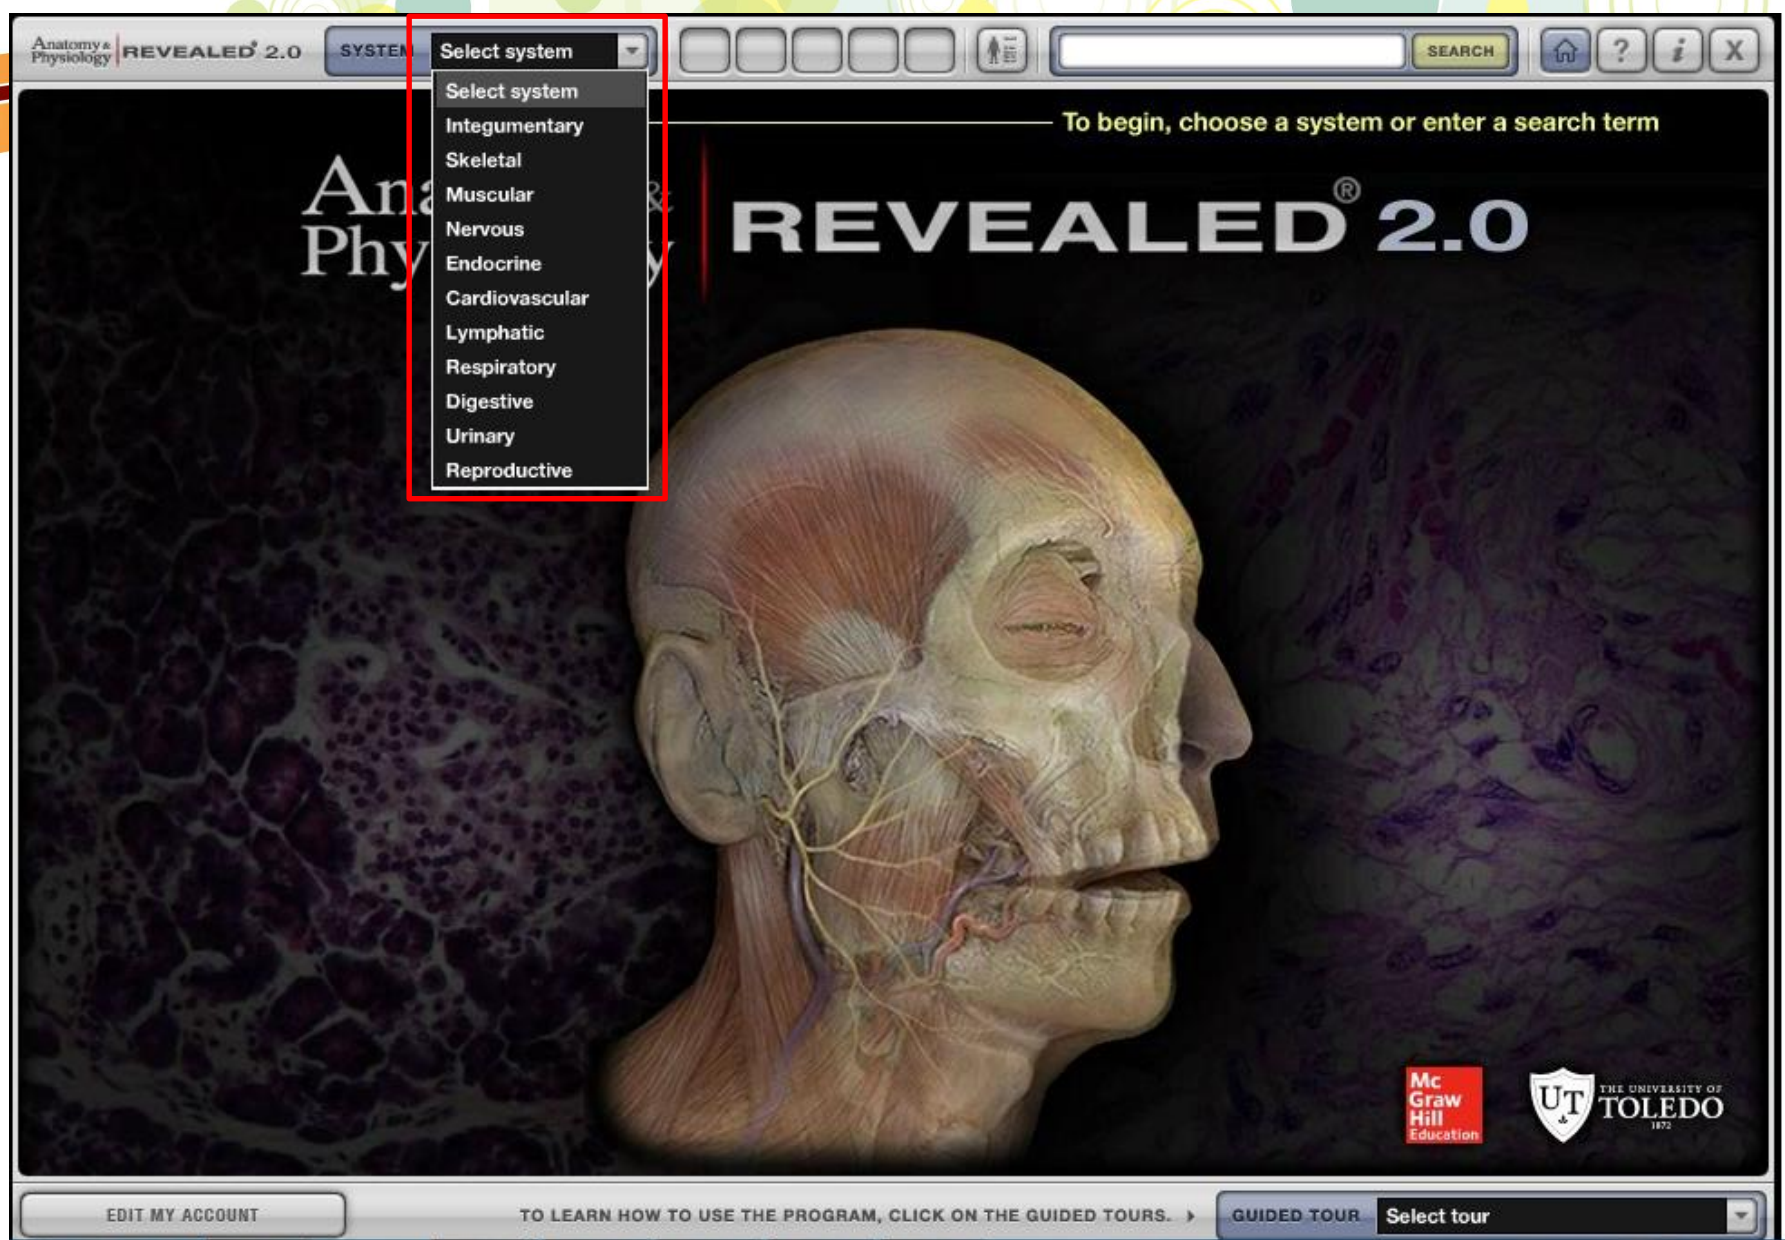 Anatomy &
Physiology REVEALED® 2.0
SYSTEM
Select system
SEARCH
?
i
X
Select system
Integumentary
Skeletal
Muscular
Nervous
Endocrine
Cardiovascular
Lymphatic
Respiratory
Digestive
Urinary
Reproductive
To begin, choose a system or enter a search term
Ana &
Phy y
REVEALED® 2.0
Mc
Graw
Hill
Education
UT
THE UNIVERSITY OF
TOLEDO
1872
EDIT MY ACCOUNT
TO LEARN HOW TO USE THE PROGRAM, CLICK ON THE GUIDED TOURS.
GUIDED TOUR
Select tour